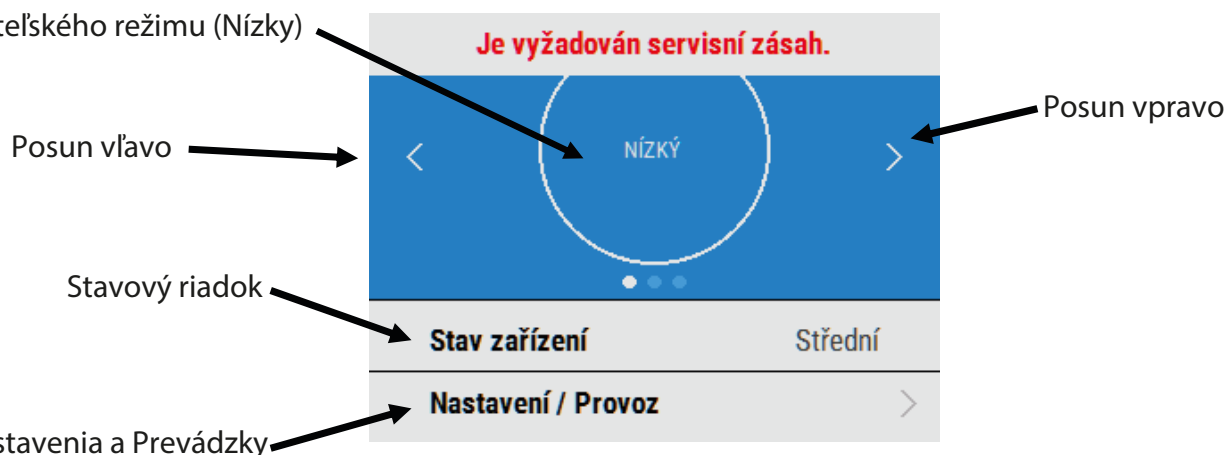 teľského režimu (Nízky)
Je vyžadován servisní zásah.
Posun vpravo
Posun vľavo
NÍZKÝ
Stavový riadok
Stav zařízení Střední
Nastavení / Provoz
stavenia a Prevádzky